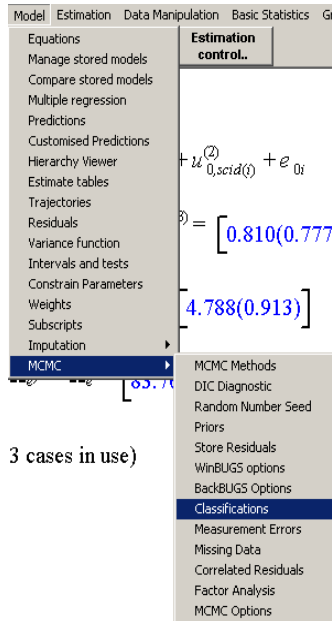 Model Estimation Data Manipulation Basic Statistics
Estimation
control..
Equations
Manage stored models
Compare stored models
Multiple regression
Predictions
Customised Predictions
Hierarchy Viewer
Estimate tables
Trajectories
Residuals
Variance function
Intervals and tests
Constrain Parameters
Weights
Subscripts
Imputation
MCMC
+ u_{0,scid(i)}^{(2)} + e_{0i}
) = [0.810(0.777
[4.788(0.913)]
3 cases in use)
MCMC Methods
DIC Diagnostic
Random Number Seed
Priors
Store Residuals
WinBUGS options
BackBUGS Options
Classifications
Measurement Errors
Missing Data
Correlated Residuals
Factor Analysis
MCMC Options